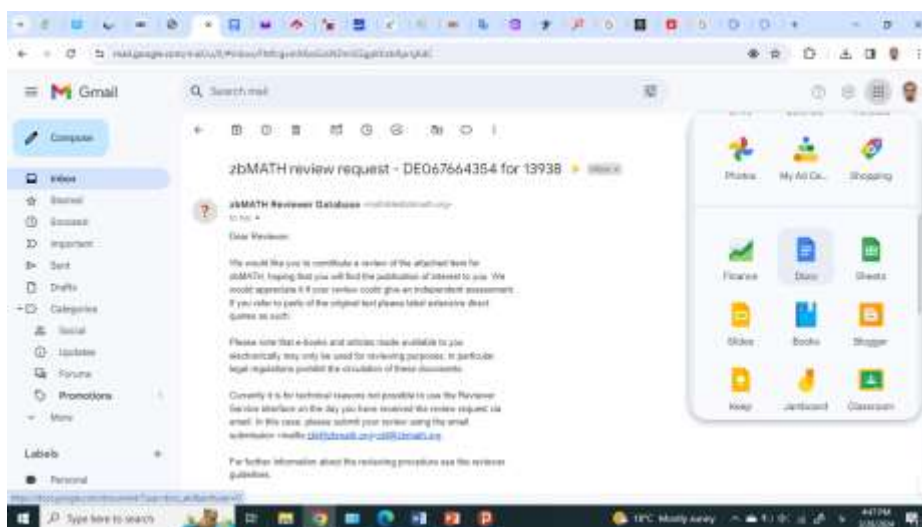 Gmail
Search mail
Compose
Inbox
Starred
Snoozed
Important
Sent
Drafts
Categories
Social
Updates
Forums
Promotions
More
Labels
Personal
zbMATH review request - DE067664354 for 13938
zbMATH Reviewer Database
to me
Dear Reviewer,
We would like you to contribute a review of the attached item for
zbMATH, hoping that you will find the publication of interest to you. We
would appreciate it if your review could give an independent assessment.
If you refer to parts of the original text please label extensive direct
quotes as such.
Please note that e-books and articles made available to you
electronically may only be used for reviewing purposes. In particular
legal regulations prohibit the circulation of these documents.
Currently it is for technical reasons not possible to use the Reviewer
Service interface on the day you have received the review request via
email. In this case, please submit your review using the email
submission
For further information about the reviewing procedure see the reviewer
guidelines.
Photos
My Ad Ce...
Shopping
Finance
Docs
Sheets
Slides
Books
Blogger
Keep
Jamboard
Classroom
Type here to search
18°C Mostly sunny
4:47 PM